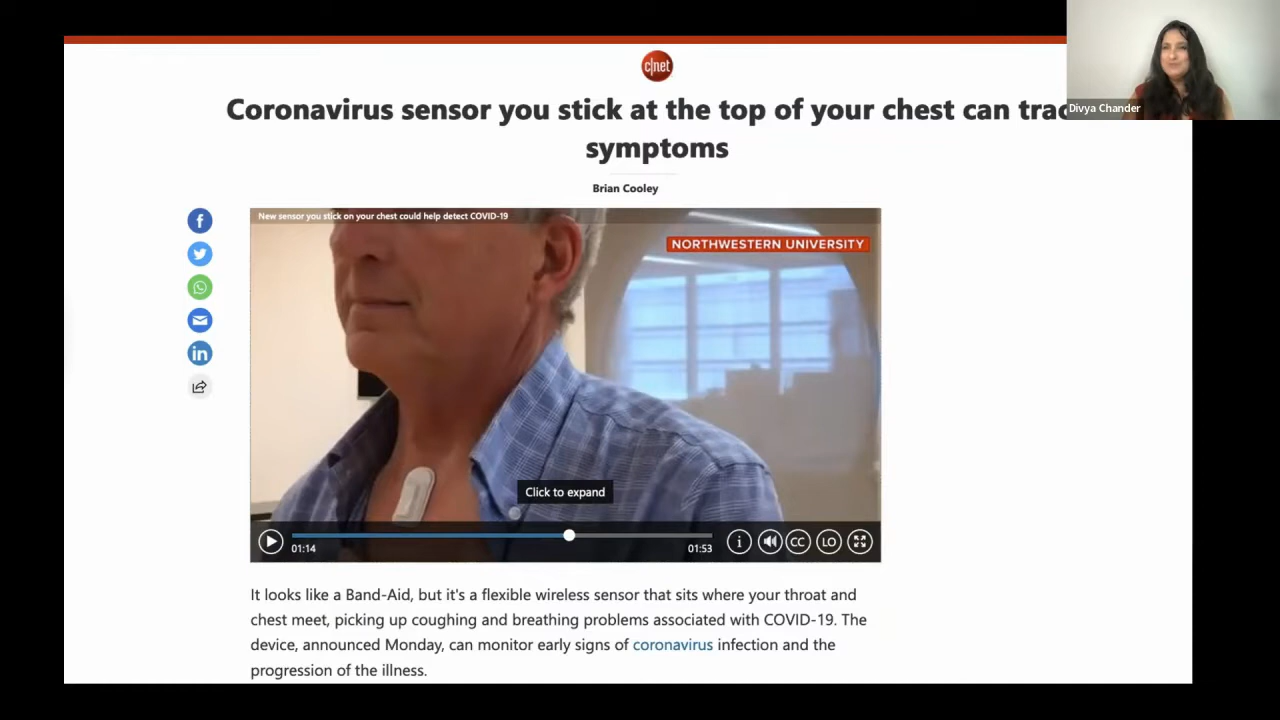 c|net
Divya Chander
Coronavirus sensor you stick at the top of your chest can
symptoms
Brian Cooley
New sensor you stick on your chest could help detect COVID-19
NORTHWESTERN UNIVERSITY
f
in
Click to expand
01:14
01:53
i
CC
LO
It looks like a Band-Aid, but it's a flexible wireless sensor that sits where your throat and
chest meet, picking up coughing and breathing problems associated with COVID-19. The
device, announced Monday, can monitor early signs of coronavirus infection and the
progression of the illness.